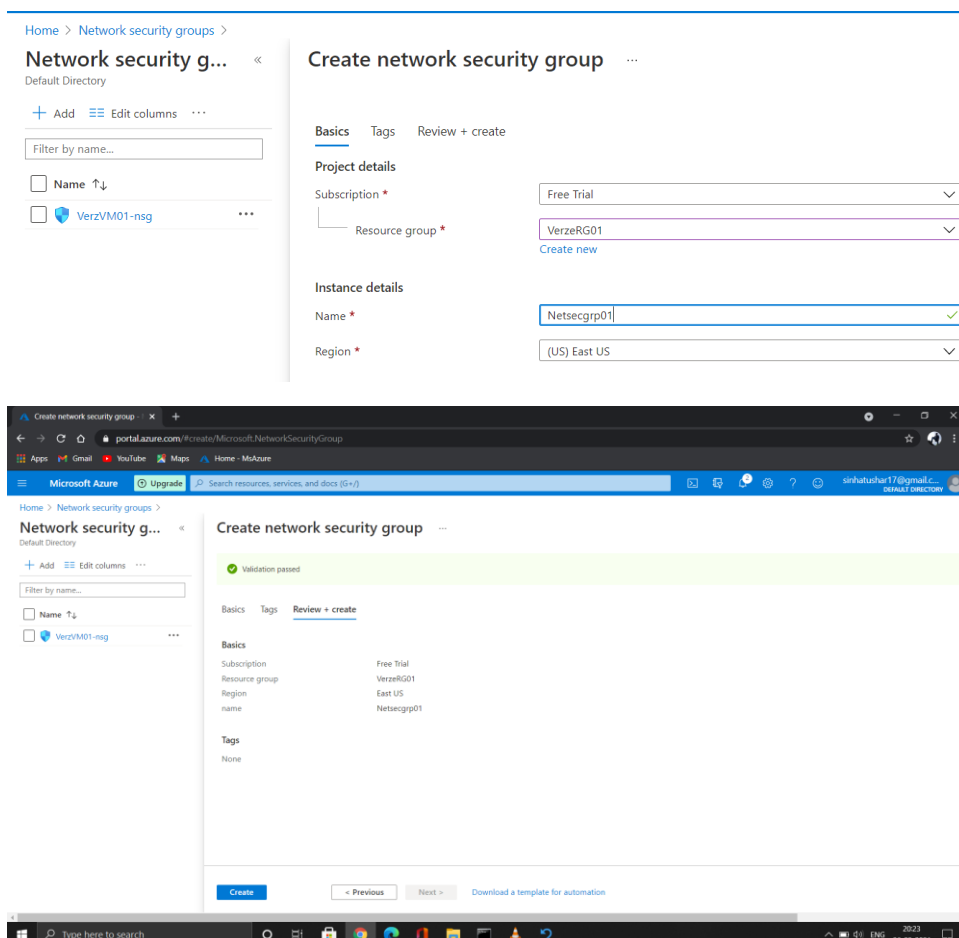 Home > Network security groups >
Network security g... «
Default Directory
+ Add Edit columns ...
Filter by name...
Name ↑↓
VerzVM01-nsg ...
Create network security group ...
Basics Tags Review + create
Project details
Subscription * Free Trial
Resource group * VerzeRG01
Create new
Instance details
Name * Netsecgrp01
Region * (US) East US
Create network security group -
portal.azure.com/#create/Microsoft.NetworkSecurityGroup
Apps Gmail YouTube Maps Home - MsAzure
Microsoft Azure Upgrade Search resources, services, and docs (G+/) 2 sinhatushar17@gmail.c...
DEFAULT DIRECTORY
Home > Network security groups >
Network security g... «
Default Directory
+ Add Edit columns ...
Filter by name...
Name ↑↓
VerzVM01-nsg ...
Create network security group ...
Validation passed
Basics Tags Review + create
Basics
Subscription Free Trial
Resource group VerzeRG01
Region East US
name Netsecgrp01
Tags
None
Create < Previous Next > Download a template for automation
Type here to search ENG 20:23